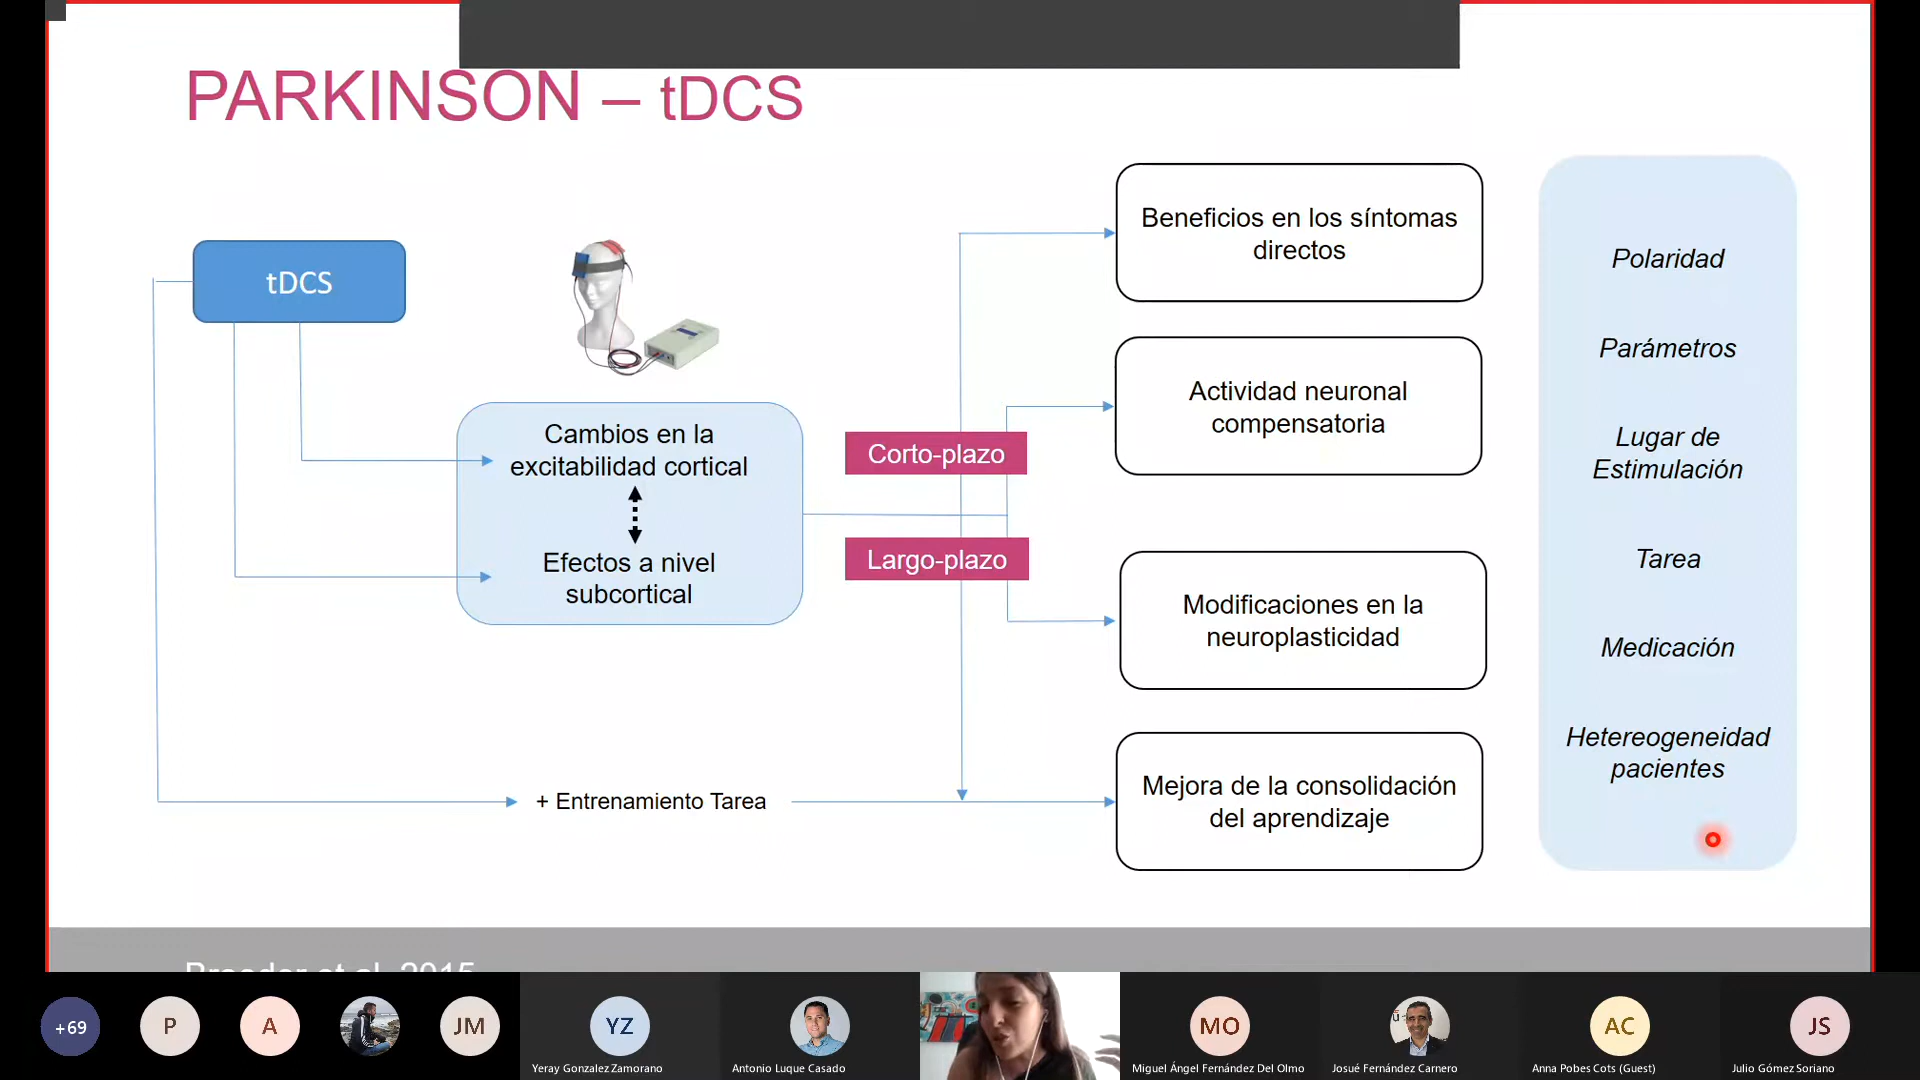 PARKINSON – tDCS
tDCS
Cambios en la
excitabilidad cortical
Efectos a nivel
subcortical
+ Entrenamiento Tarea
Corto-plazo
Largo-plazo
Beneficios en los síntomas
directos
Actividad neuronal
compensatoria
Modificaciones en la
neuroplasticidad
Mejora de la consolidación
del aprendizaje
Polaridad
Parámetros
Lugar de
Estimulación
Tarea
Medicación
Hetereogeneidad
pacientes
et al. 2015
+69
P
A
JM
YZ
Yeray Gonzalez Zamorano
Antonio Luque Casado
MO
Miguel Ángel Fernández Del Olmo
Josué Fernández Carnero
AC
Anna Pobes Cots (Guest)
JS
Julio Gómez Soriano